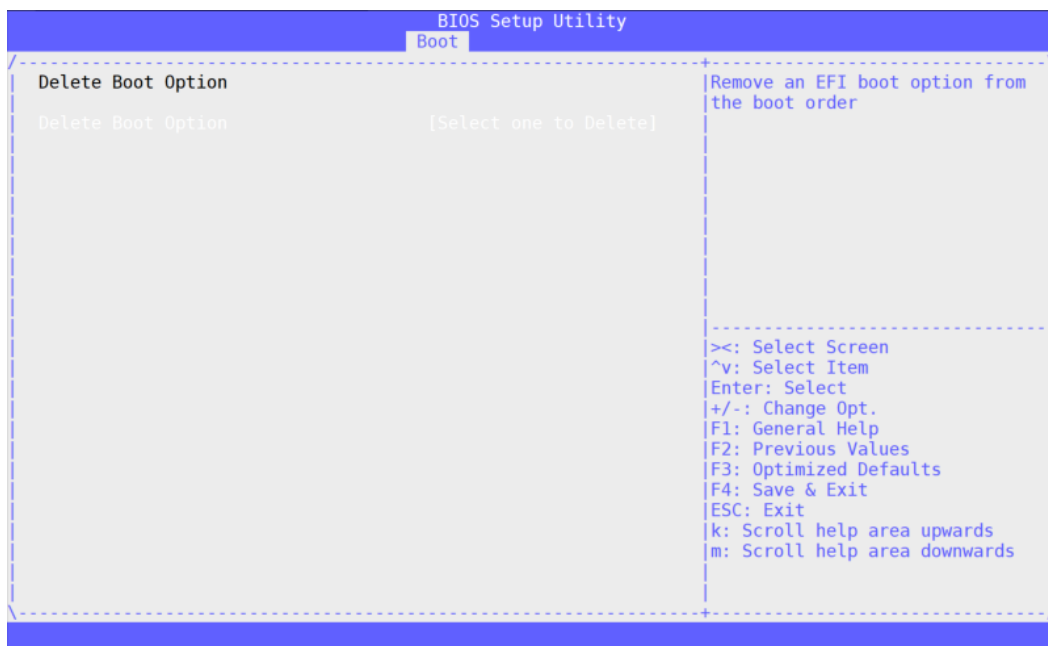 BIOS Setup Utility
Boot
Delete Boot Option
Delete Boot Option [Select one to Delete]
Remove an EFI boot option from
the boot order
><: Select Screen
^v: Select Item
Enter: Select
+/-: Change Opt.
F1: General Help
F2: Previous Values
F3: Optimized Defaults
F4: Save & Exit
ESC: Exit
k: Scroll help area upwards
m: Scroll help area downwards